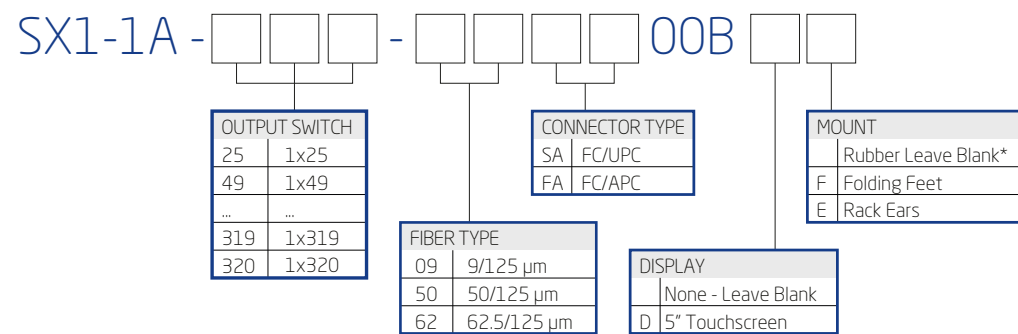 SX1-1A - - 00B
OUTPUT SWITCH
25 1x25
49 1x49
... ...
319 1x319
320 1x320
FIBER TYPE
09 9/125 µm
50 50/125 µm
62 62.5/125 µm
CONNECTOR TYPE
SA FC/UPC
FA FC/APC
DISPLAY
None - Leave Blank
D 5” Touchscreen
MOUNT
Rubber Leave Blank*
F Folding Feet
E Rack Ears